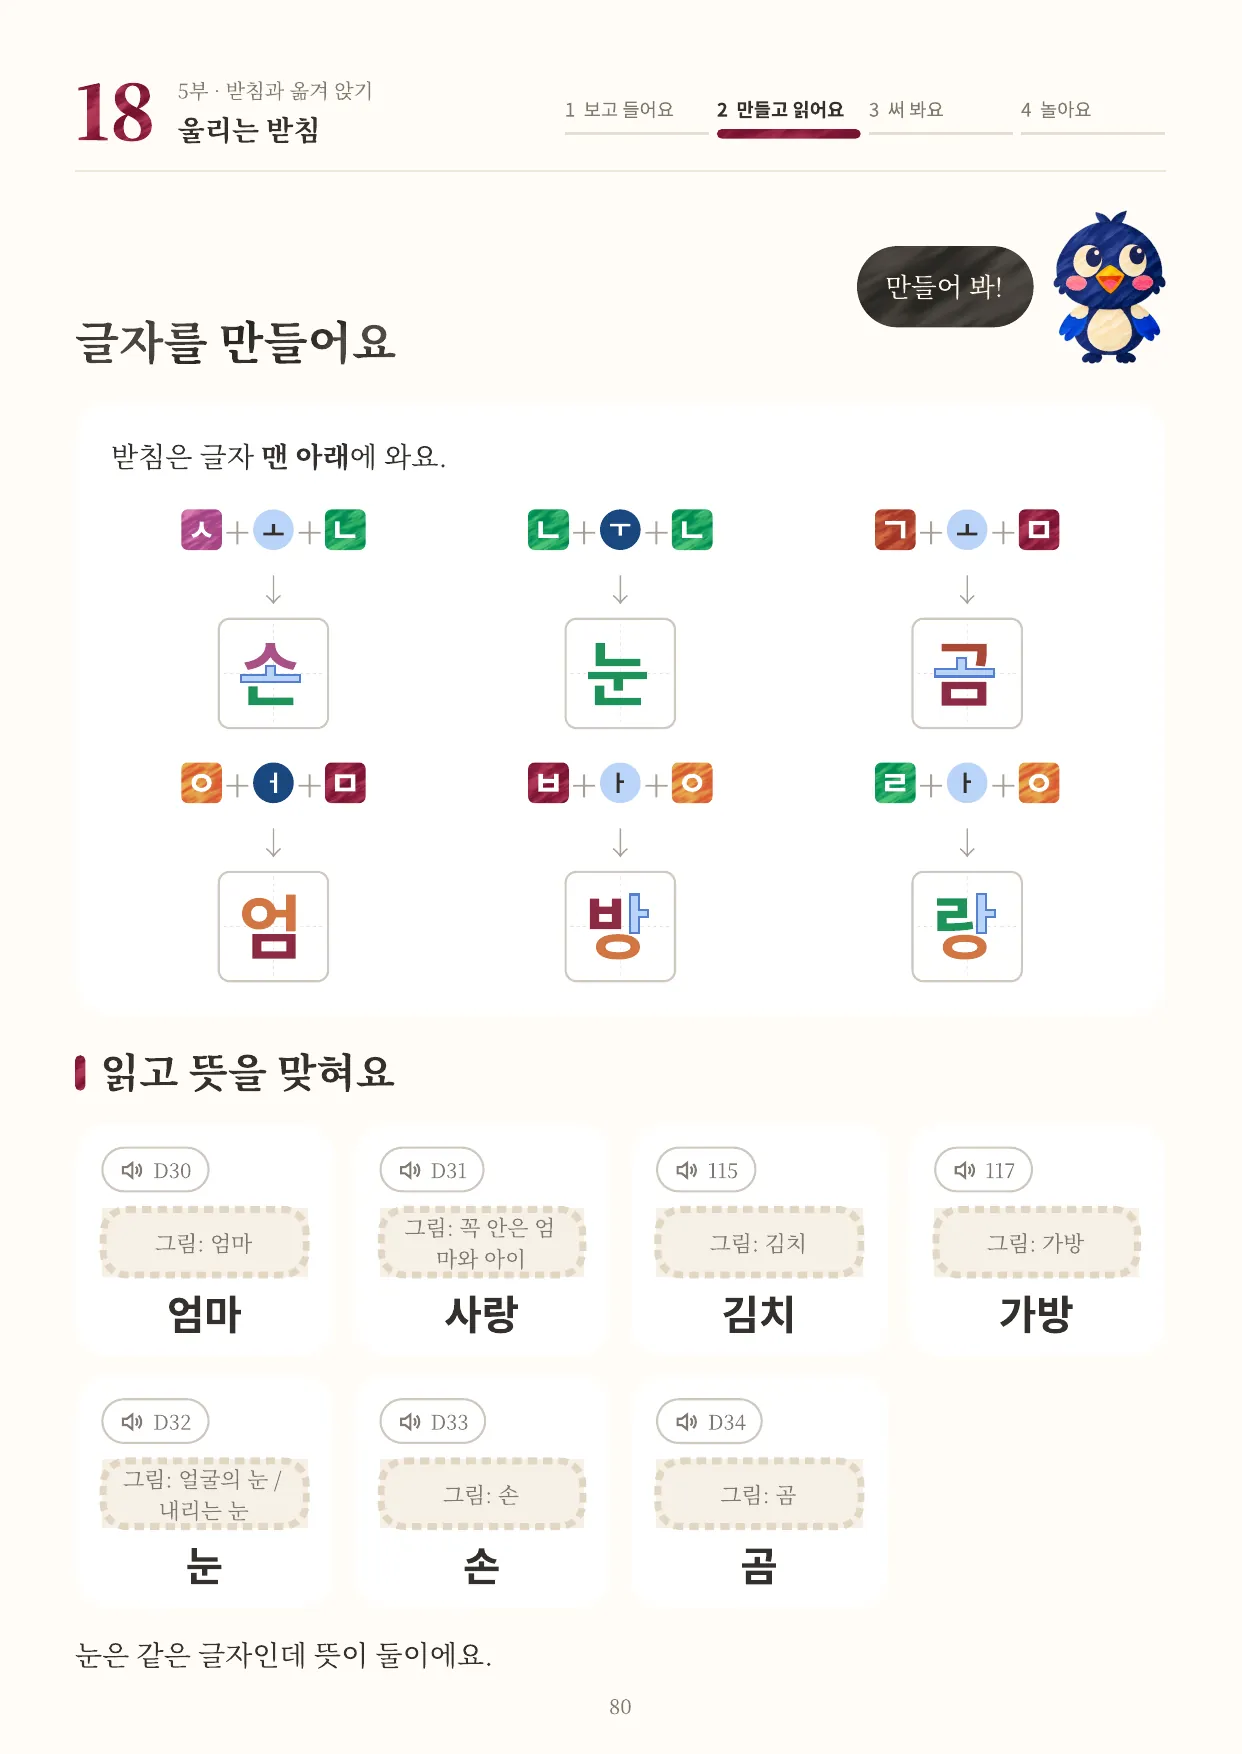 18
5부 · 받침과 옮겨 앉기
울리는 받침
1 보고 들어요
2 만들고 읽어요
3 써 봐요
4 놀아요
만들어 봐!
글자를 만들어요
받침은 글자 맨 아래에 와요.
ㅅ+ㅗ+ㄴ
ㄴ+ㅜ+ㄴ
ㄱ+ㅗ+ㅁ
↓
↓
↓
손
눈
곰
ㅇ+ㅓ+ㅁ
ㅂ+ㅏ+ㅇ
ㄹ+ㅏ+ㅇ
↓
↓
↓
엄
방
랑
읽고 뜻을 맞혀요
D30
그림: 엄마
엄마
D31
그림: 꼭 안은 엄
마와 아이
사랑
115
그림: 김치
김치
117
그림: 가방
가방
D32
그림: 얼굴의 눈 /
내리는 눈
눈
D33
그림: 손
손
D34
그림: 곰
곰
눈은 같은 글자인데 뜻이 둘이에요.
80